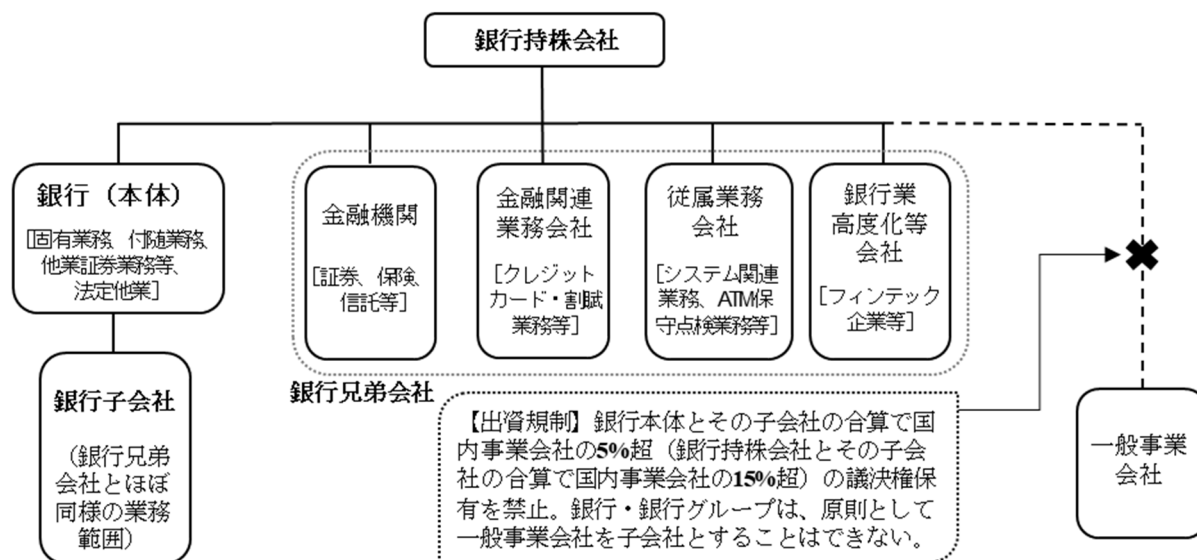 銀行持株会社
銀行（本体）
［固有業務、付随業務、
他業証券業務等、
法定他業］
金融機関
［証券、保険、
信託等］
金融関連
業務会社
［クレジット
カード・割賦
業務等］
従属業務
会社
［システム関連
業務、ATM保
守点検業務等］
銀行業
高度化等
会社
［フィンテック
企業等］
銀行子会社
（銀行兄弟
会社とほぼ
同様の業務
範囲）
銀行兄弟会社
【出資規制】銀行本体とその子会社の合算で国
内事業会社の5%超（銀行持株会社とその子会
社の合算で国内事業会社の15%超）の議決権保
有を禁止。銀行・銀行グループは、原則として
一般事業会社を子会社とすることはできない。
一般事業
会社